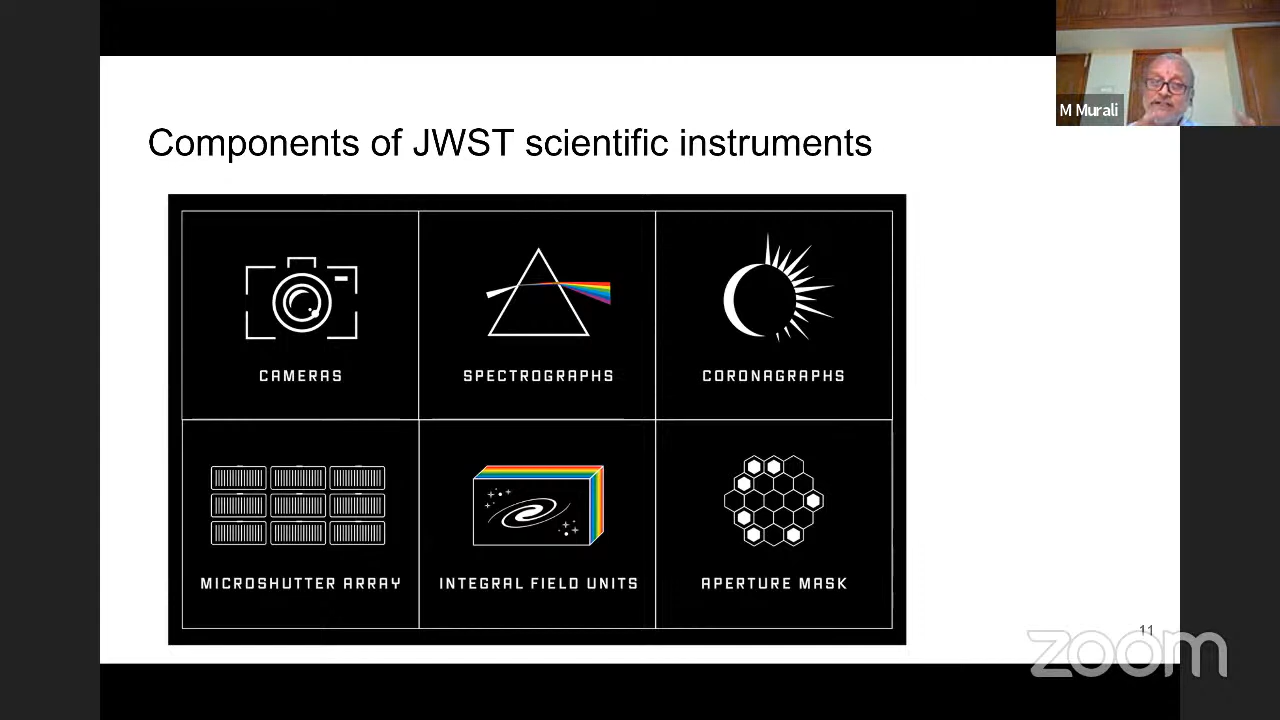 M Murali
Components of JWST scientific instruments
CAMERAS
SPECTROGRAPHS
CORONAGRAPHS
MICROSHUTTER ARRAY
INTEGRAL FIELD UNITS
APERTURE MASK
11
zoom